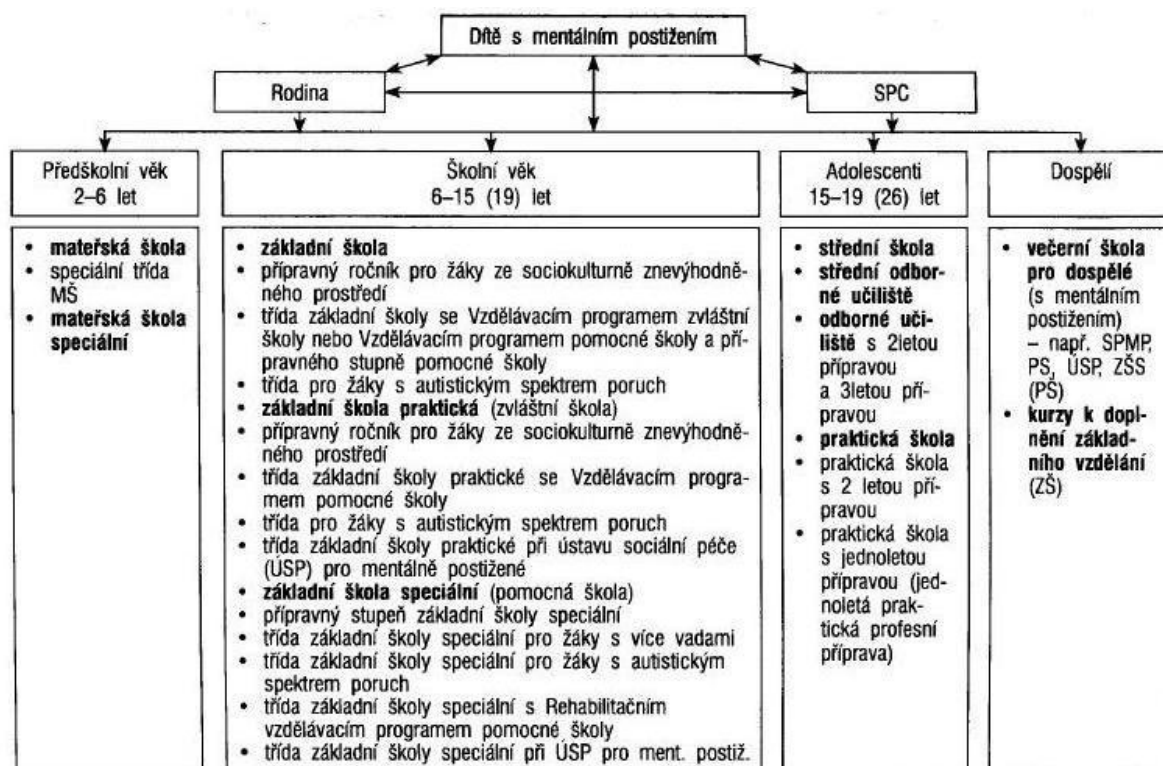 Dítě s mentálním postižením
Rodina
SPC
Předškolní věk
2–6 let
Školní věk
6–15 (19) let
Adolescenti
15–19 (26) let
Dospělí
• mateřská škola
• speciální třída
MŠ
• mateřská škola
speciální
• základní škola
• přípravný ročník pro žáky ze sociokulturně znevýhodně-
ného prostředí
• třída základní školy se Vzdělávacím programem zvláštní
školy nebo Vzdělávacím programem pomocné školy a pří-
pravného stupně pomocné školy
• třída pro žáky s autistickým spektrem poruch
• základní škola praktická (zvláštní škola)
• přípravný ročník pro žáky ze sociokulturně znevýhodně-
ného prostředí
• třída základní školy praktické se Vzdělávacím progra-
mem pomocné školy
• třída pro žáky s autistickým spektrem poruch
• třída základní školy praktické při ústavu sociální péče
(ÚSP) pro mentálně postižené
• základní škola speciální (pomocná škola)
• přípravný stupeň základní školy speciální
• třída základní školy speciální pro žáky s více vadami
• třída základní školy speciální pro žáky s autistickým
spektrem poruch
• třída základní školy speciální s Rehabilitačním
vzdělávacím programem pomocné školy
• třída základní školy speciální při ÚSP pro ment. postiž.
• střední škola
• střední odbor-
né učiliště
• odborné uči-
liště s 2letou
přípravou
a 3letou pří-
pravou
• praktická škola
• praktická škola
s 2 letou pří-
pravou
• praktická škola
s jednoletou
přípravou (jed-
noletá prak-
tická profesní
příprava)
• večerní škola
pro dospělé
(s mentálním
postižením)
– např. SPMP,
PS, ÚSP, ZŠS
(PŠ)
• kurzy k dopl-
nění základ-
ního vzdělání
(ZŠ)